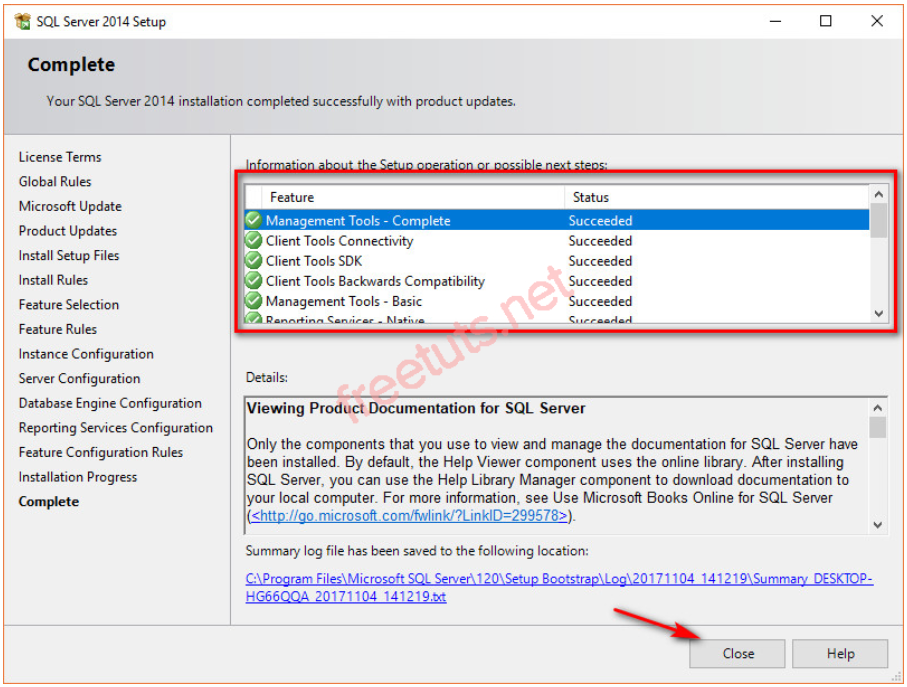 SQL Server 2014 Setup
Complete
Your SQL Server 2014 installation completed successfully with product updates.
License Terms
Global Rules
Microsoft Update
Product Updates
Install Setup Files
Install Rules
Feature Selection
Feature Rules
Instance Configuration
Server Configuration
Database Engine Configuration
Reporting Services Configuration
Feature Configuration Rules
Installation Progress
Complete
Information about the Setup operation or possible next steps:
Feature Status
Management Tools - Complete Succeeded
Client Tools Connectivity Succeeded
Client Tools SDK Succeeded
Client Tools Backwards Compatibility Succeeded
Management Tools - Basic Succeeded
Reporting Services - Native Succeeded
freetuts.net
Details:
Viewing Product Documentation for SQL Server
Only the components that you use to view and manage the documentation for SQL Server have
been installed. By default, the Help Viewer component uses the online library. After installing
SQL Server, you can use the Help Library Manager component to download documentation to
your local computer. For more information, see Use Microsoft Books Online for SQL Server
(<http://go.microsoft.com/fwlink/?LinkID=299578>).
Summary log file has been saved to the following location:
C:\Program Files\Microsoft SQL Server\120\Setup Bootstrap\Log\20171104_141219\Summary_DESKTOP-
HG66QQA_20171104_141219.txt
Close Help